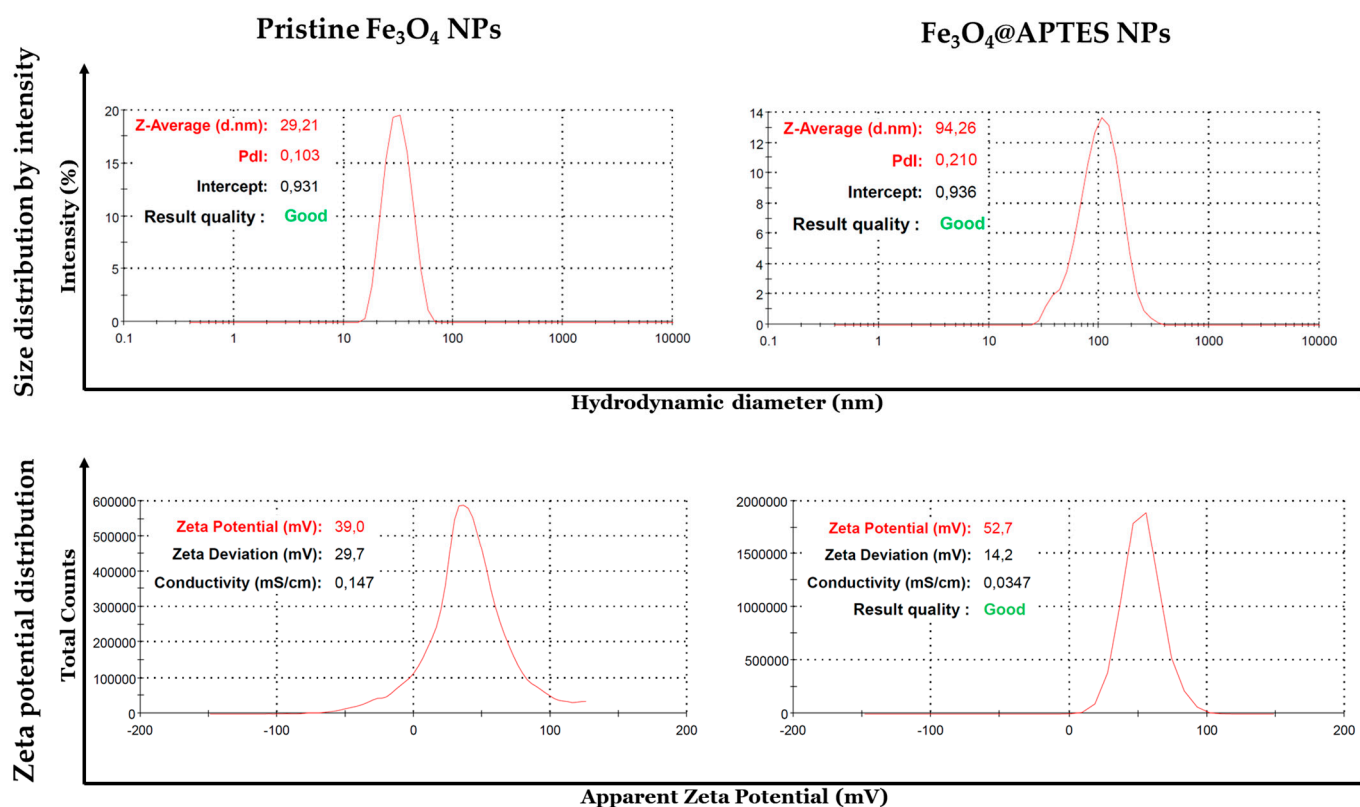 Pristine Fe₃O₄ NPs
Fe₃O₄@APTES NPs
Size distribution by intensity
Intensity (%)
20
15
10
5
0
Z-Average (d.nm): 29,21
PdI: 0,103
Intercept: 0,931
Result quality : Good
0.1 1 10 100 1000 10000
14
12
10
8
6
4
2
0
Z-Average (d.nm): 94,26
PdI: 0,210
Intercept: 0,936
Result quality : Good
0.1 1 10 100 1000 10000
Hydrodynamic diameter (nm)
Zeta potential distribution
Total Counts
600000
500000
400000
300000
200000
100000
0
Zeta Potential (mV): 39,0
Zeta Deviation (mV): 29,7
Conductivity (mS/cm): 0,147
-200 -100 0 100 200
2000000
1500000
1000000
500000
0
Zeta Potential (mV): 52,7
Zeta Deviation (mV): 14,2
Conductivity (mS/cm): 0,0347
Result quality : Good
-200 -100 0 100 200
Apparent Zeta Potential (mV)